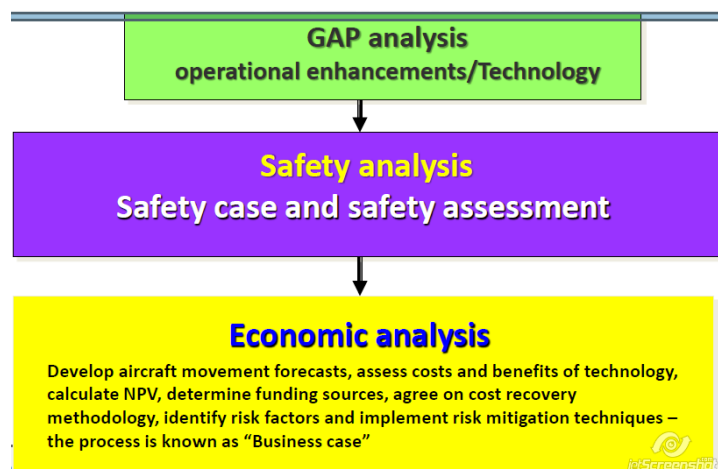 GAP analysis
operational enhancements/Technology
Safety analysis
Safety case and safety assessment
Economic analysis
Develop aircraft movement forecasts, assess costs and benefits of technology,
calculate NPV, determine funding sources, agree on cost recovery
methodology, identify risk factors and implement risk mitigation techniques –
the process is known as “Business case”